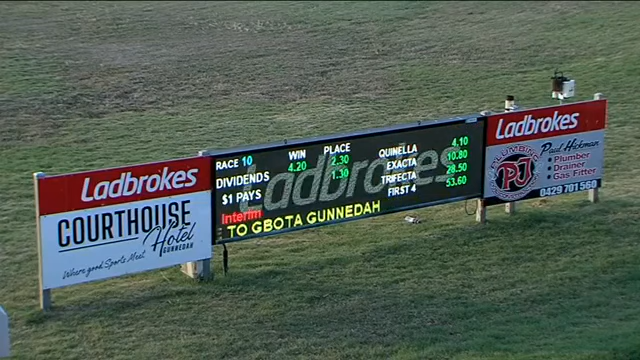 Ladbrokes
COURTHOUSE
Hotel
GUNNEDAH
Where good Sports Meet
Ladbrokes
RACE 10 WIN PLACE QUINELLA 4.10
DIVIDENDS 4.20 2.30 EXACTA 10.80
$1 PAYS 1.30 TRIFECTA 28.50
Interim FIRST 4 53.60
TO GBOTA GUNNEDAH
Ladbrokes
PLUMBING
PJ
Paul Hickman
Plumber
Drainer
Gas Fitter
0429 701 560